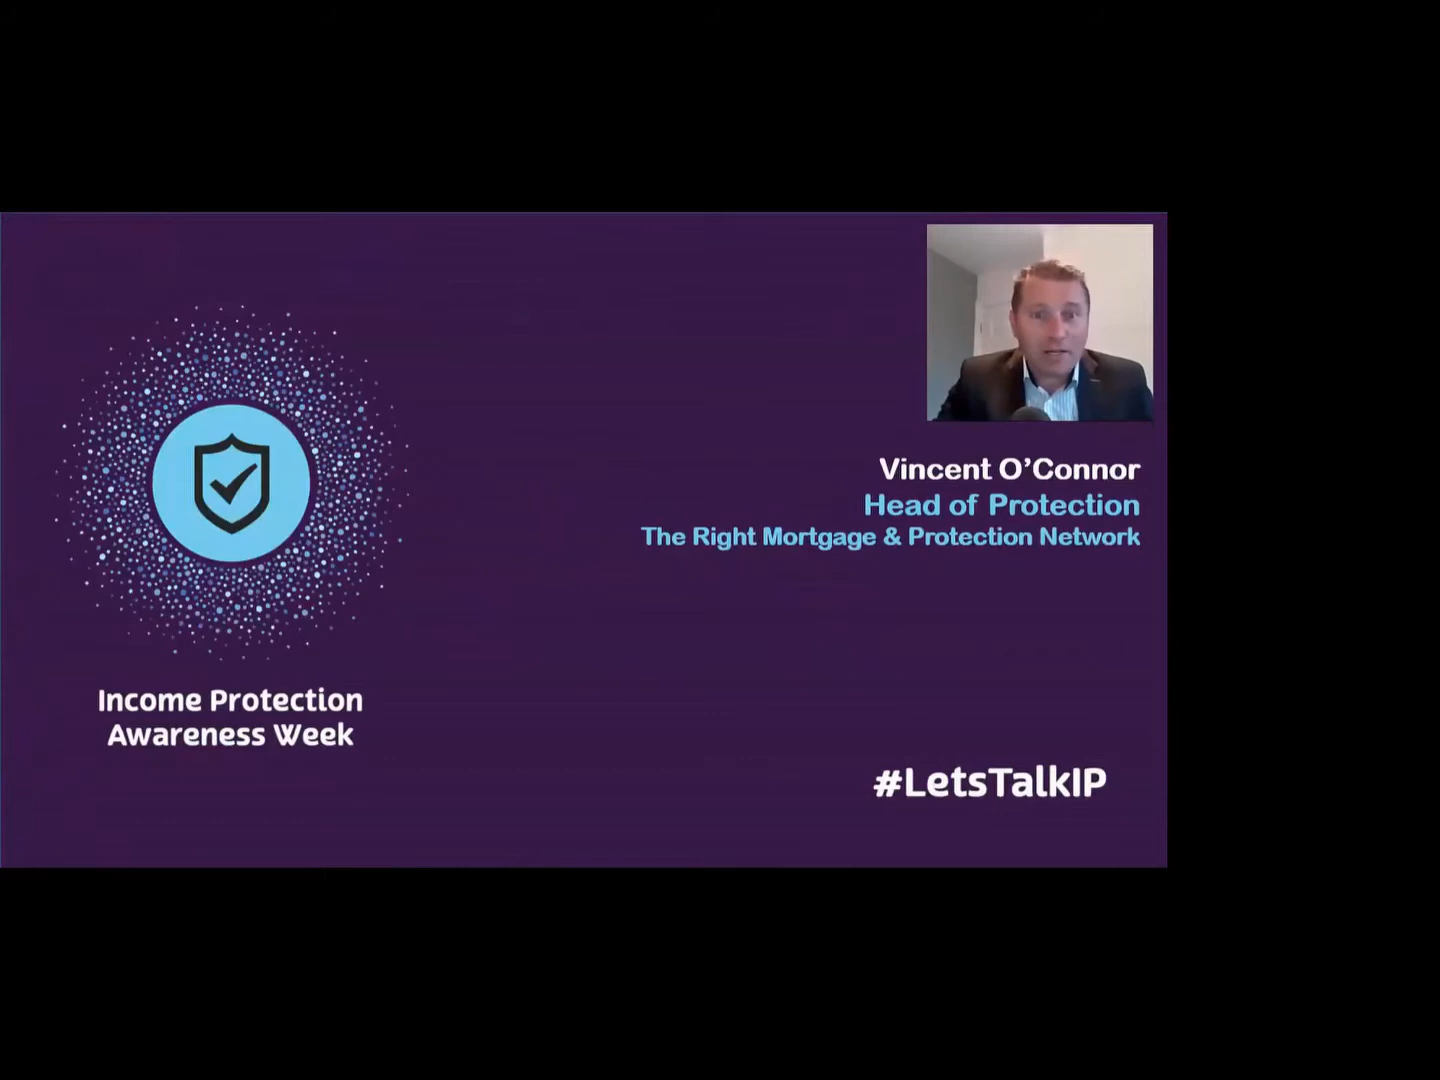 Vincent O’Connor
Head of Protection
The Right Mortgage & Protection Network
Income Protection
Awareness Week
#LetsTalkIP